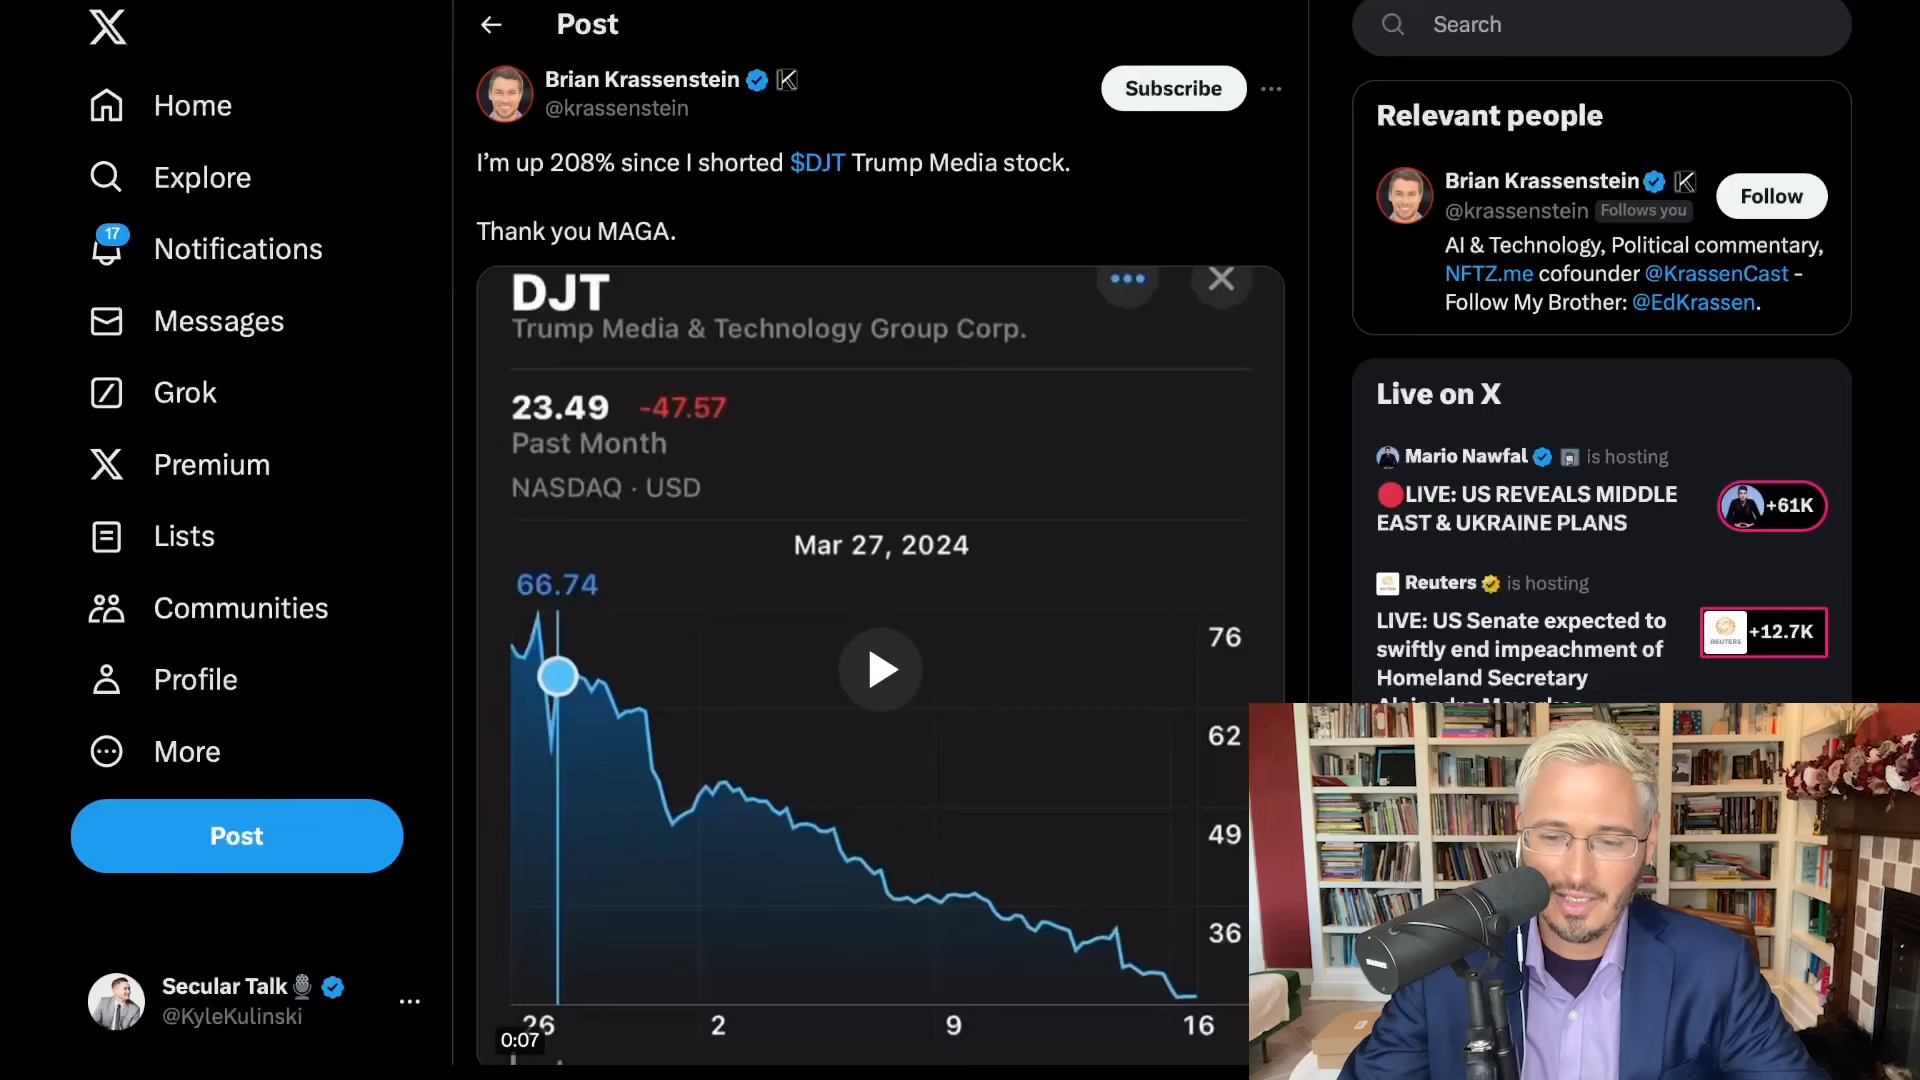 Home
Explore
17
Notifications
Messages
Grok
Premium
Lists
Communities
Profile
More
Post
Secular Talk
@KyleKulinski
Post
Brian Krassenstein
@krassenstein
Subscribe
I’m up 208% since I shorted $DJT Trump Media stock.
Thank you MAGA.
DJT
Trump Media & Technology Group Corp.
23.49 -47.57
Past Month
NASDAQ · USD
Mar 27, 2024
66.74
76
62
49
36
26 2 9 16
0:07
Search
Relevant people
Brian Krassenstein
@krassenstein Follows you
Follow
AI & Technology, Political commentary,
NFTZ.me cofounder @KrassenCast -
Follow My Brother: @EdKrassen.
Live on X
Mario Nawfal is hosting
LIVE: US REVEALS MIDDLE
EAST & UKRAINE PLANS
+61K
Reuters is hosting
LIVE: US Senate expected to
swiftly end impeachment of
Homeland Secretary
REUTERS
+12.7K